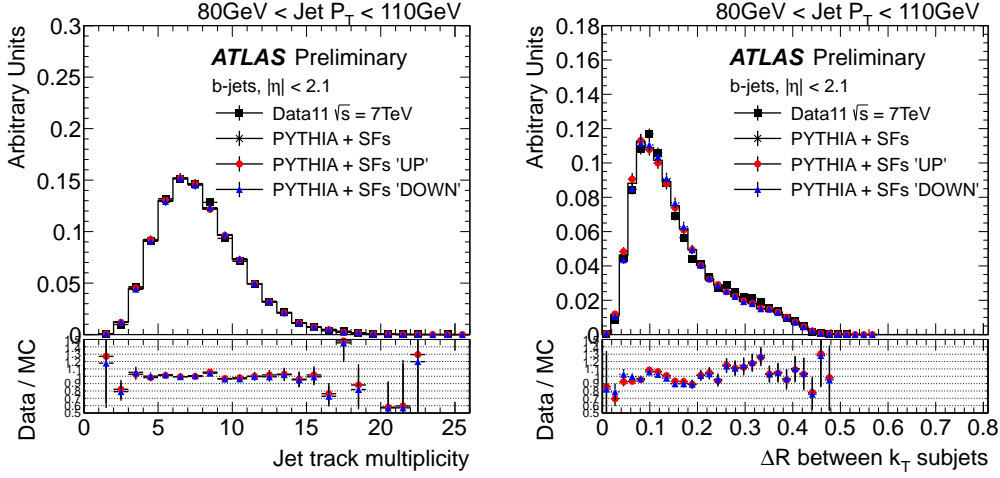 80GeV < Jet P_T < 110GeV
Arbitrary Units
0.3
0.25
0.2
0.15
0.1
0.05
0
ATLAS Preliminary
b-jets, |η| < 2.1
Data11 √s = 7TeV
PYTHIA + SFs
PYTHIA + SFs 'UP'
PYTHIA + SFs 'DOWN'
Data / MC
1.3
1.2
1.1
1
0.9
0.8
0.7
0.6
0.5
0 5 10 15 20 25
Jet track multiplicity
80GeV < Jet P_T < 110GeV
Arbitrary Units
0.18
0.16
0.14
0.12
0.1
0.08
0.06
0.04
0.02
0
ATLAS Preliminary
b-jets, |η| < 2.1
Data11 √s = 7TeV
PYTHIA + SFs
PYTHIA + SFs 'UP'
PYTHIA + SFs 'DOWN'
Data / MC
1.3
1.2
1.1
1
0.9
0.8
0.7
0.6
0.5
0 0.1 0.2 0.3 0.4 0.5 0.6 0.7 0.8
ΔR between k_T subjets